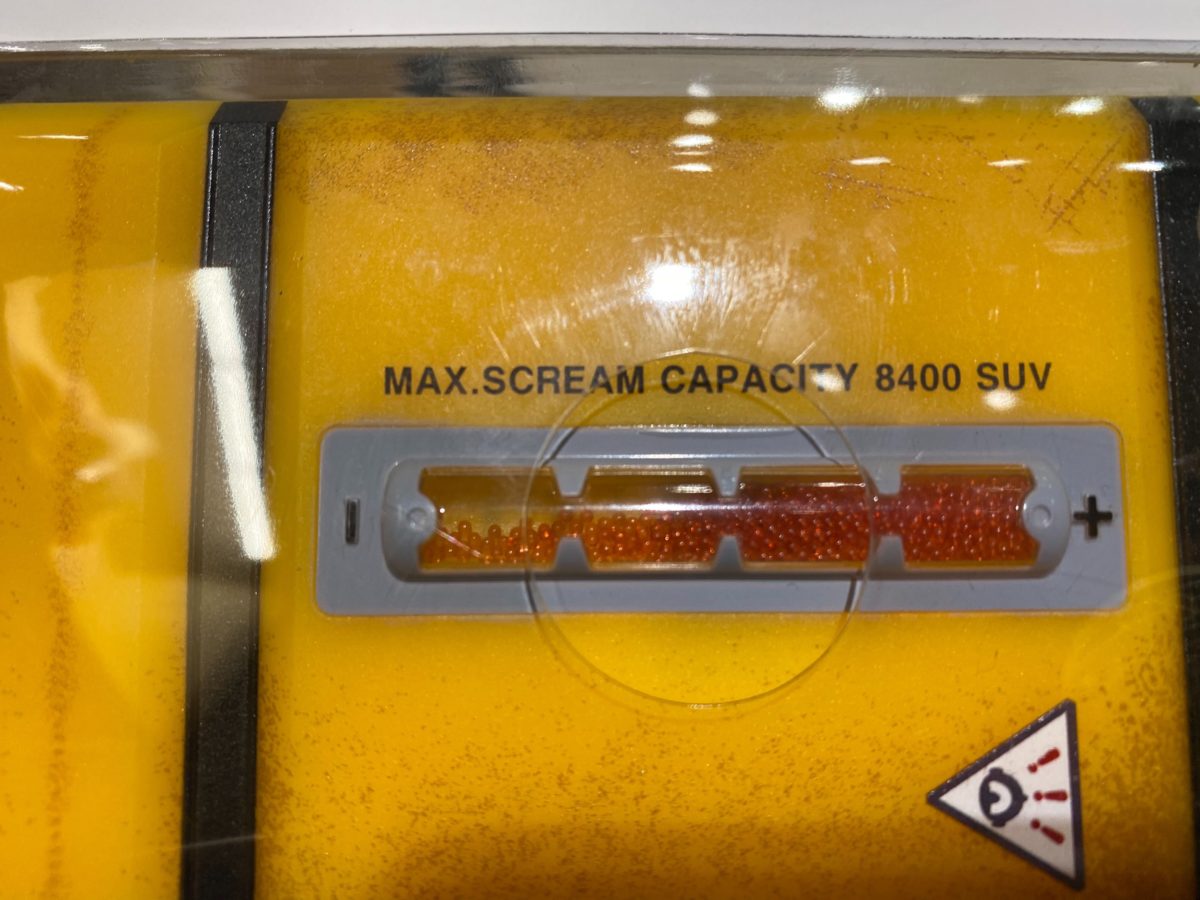 MAX.SCREAM CAPACITY 8400 SUV
- +